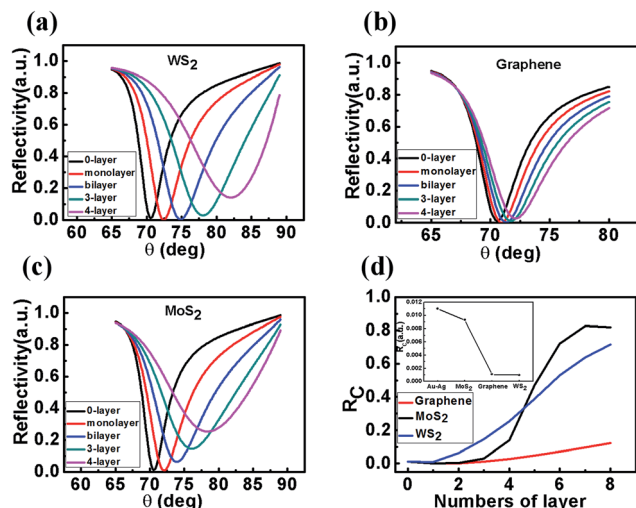 (a)
WS2
Reflectivity(a.u.)
1.0
0.8
0.6
0.4
0.2
0.0
0-layer
monolayer
bilayer
3-layer
4-layer
60 65 70 75 80 85 90
θ (deg)
(b)
Graphene
Reflectivity(a.u.)
1.0
0.8
0.6
0.4
0.2
0.0
0-layer
monolayer
bilayer
3-layer
4-layer
65 70 75 80
θ (deg)
(c)
MoS2
Reflectivity(a.u.)
1.0
0.8
0.6
0.4
0.2
0.0
0-layer
monolayer
bilayer
3-layer
4-layer
60 65 70 75 80 85 90
θ (deg)
(d)
RC
1.0
0.8
0.6
0.4
0.2
0.0
RC(a.u.)
0.012
0.009
0.006
0.003
0.000
Au-Ag MoS2 Graphene WS2
Graphene
MoS2
WS2
0 2 4 6 8
Numbers of layer